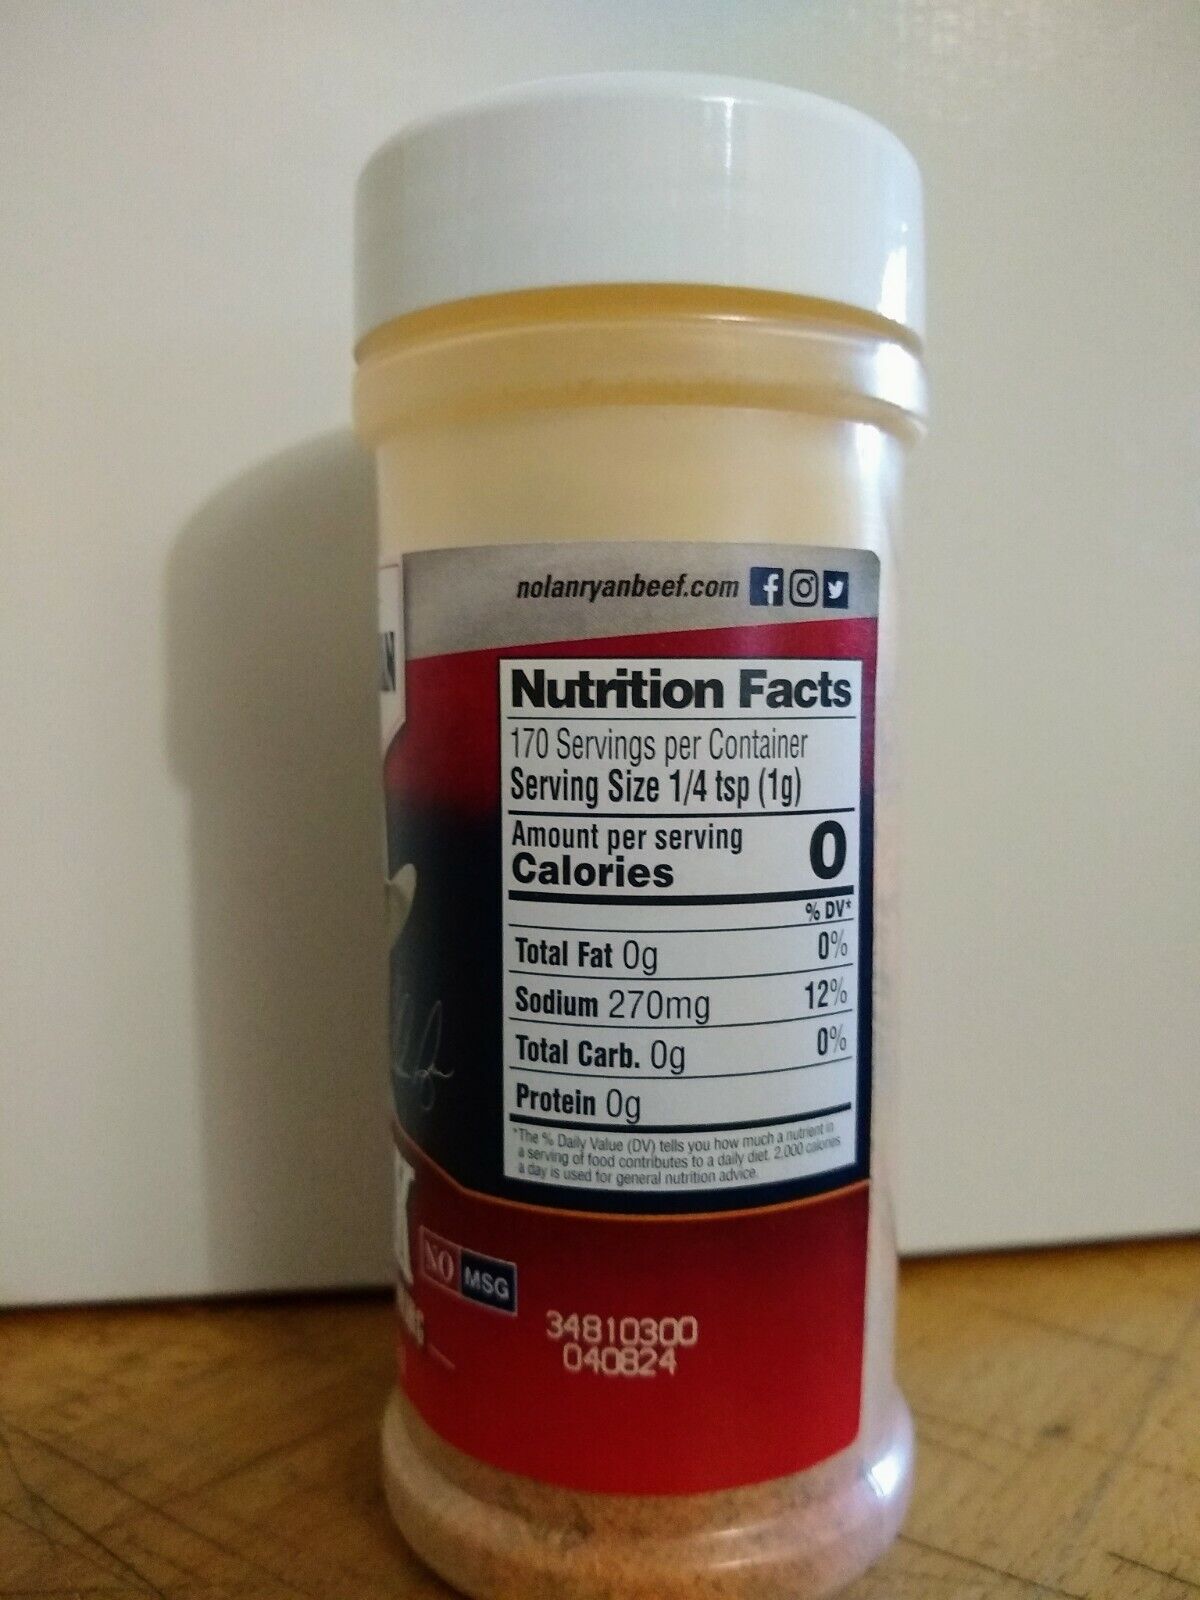 nolanryanbeef.com
Nutrition Facts
170 Servings per Container
Serving Size 1/4 tsp (1g)
Amount per serving
Calories 0
% DV*
Total Fat 0g 0%
Sodium 270mg 12%
Total Carb. 0g 0%
Protein 0g
*The % Daily Value (DV) tells you how much a nutrient in
a serving of food contributes to a daily diet. 2,000 calories
a day is used for general nutrition advice.
NO MSG
34810300
040824